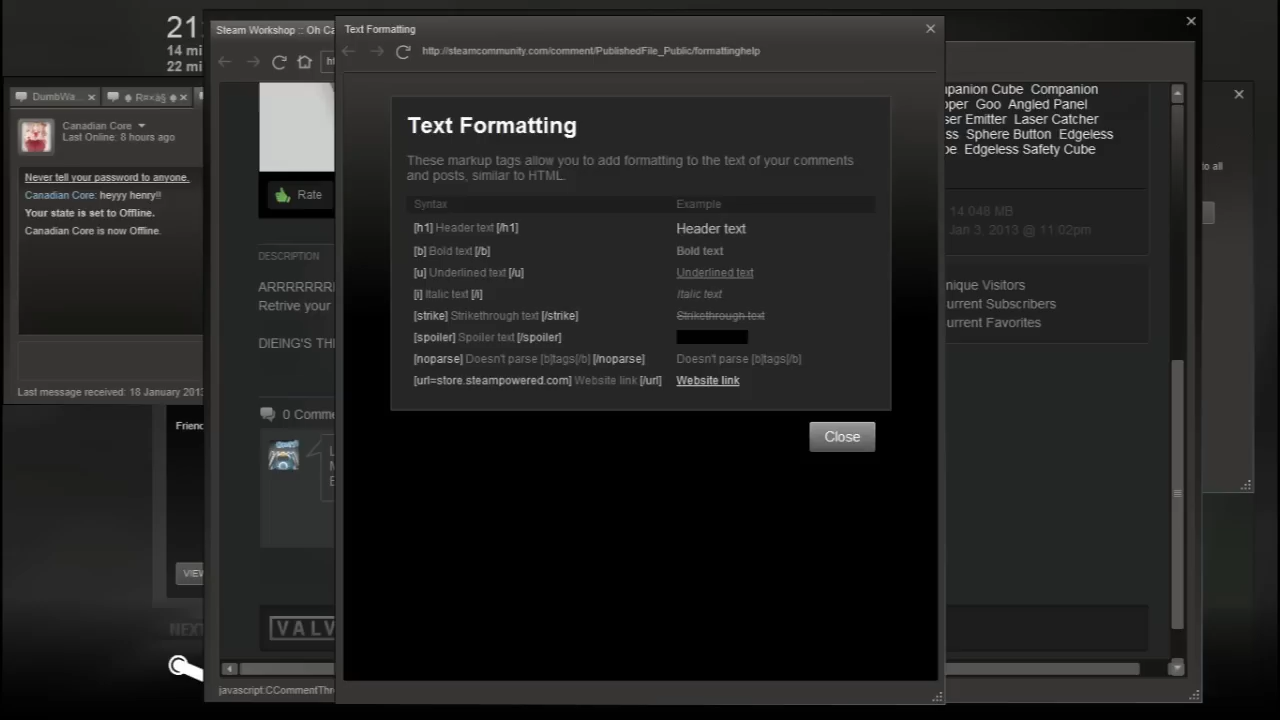 21
14 mi
22 mi
Steam Workshop :: Oh Ca
Text Formatting
http://steamcommunity.com/comment/PublishedFile_Public/formattinghelp
DumbWa...
Canadian Core
Last Online: 8 hours ago
Never tell your password to anyone.
Canadian Core: heyyy henry!!
Your state is set to Offline.
Canadian Core is now Offline.
Last message received: 18 January 2013
Friend
VIEW
NEXT
Rate
DESCRIPTION
ARRRRRRR
Retrive your
DIEING'S TH
0 Comme
VALV
javascript:CCommentThr
Text Formatting
These markup tags allow you to add formatting to the text of your comments
and posts, similar to HTML.
Syntax Example
[h1] Header text [/h1] Header text
[b] Bold text [/b] Bold text
[u] Underlined text [/u] Underlined text
[i] Italic text [/i] Italic text
[strike] Strikethrough text [/strike] Strikethrough text
[spoiler] Spoiler text [/spoiler]
[noparse] Doesn't parse [b]tags[/b] [/noparse] Doesn't parse [b]tags[/b]
[url=store.steampowered.com] Website link [/url] Website link
Close
panion Cube Companion
per Goo Angled Panel
ser Emitter Laser Catcher
ss Sphere Button Edgeless
be Edgeless Safety Cube
14.048 MB
Jan 3, 2013 @ 11:02pm
nique Visitors
urrent Subscribers
urrent Favorites
to all